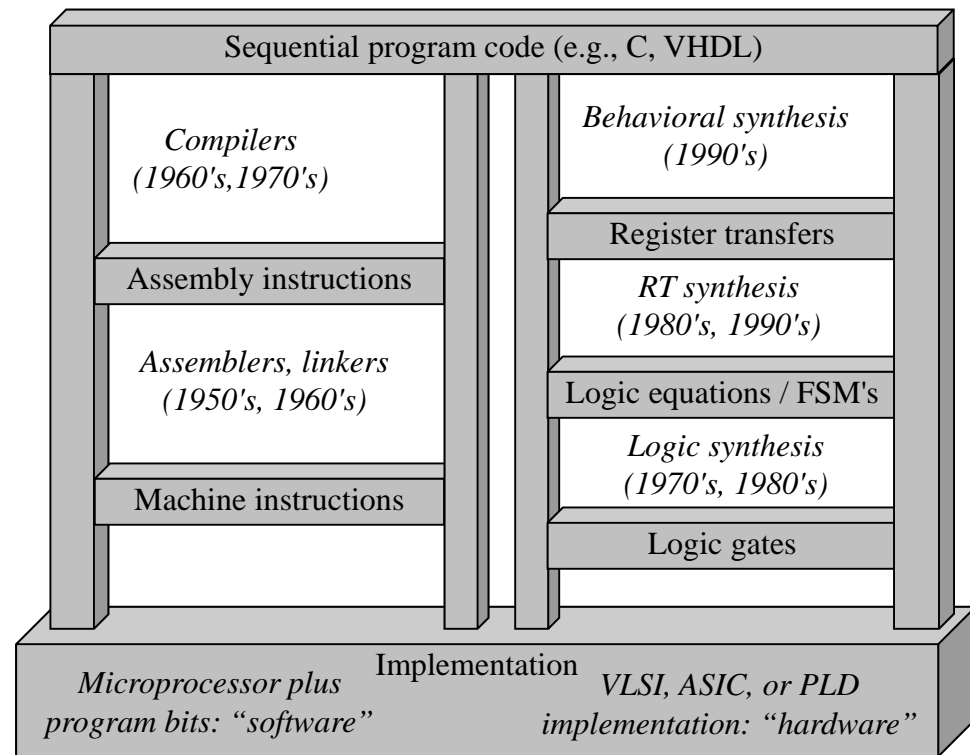 Sequential program code (e.g., C, VHDL)
Compilers
(1960's,1970's)
Assembly instructions
Assemblers, linkers
(1950's, 1960's)
Machine instructions
Behavioral synthesis
(1990's)
Register transfers
RT synthesis
(1980's, 1990's)
Logic equations / FSM's
Logic synthesis
(1970's, 1980's)
Logic gates
Implementation
Microprocessor plus
program bits: “software”
VLSI, ASIC, or PLD
implementation: “hardware”